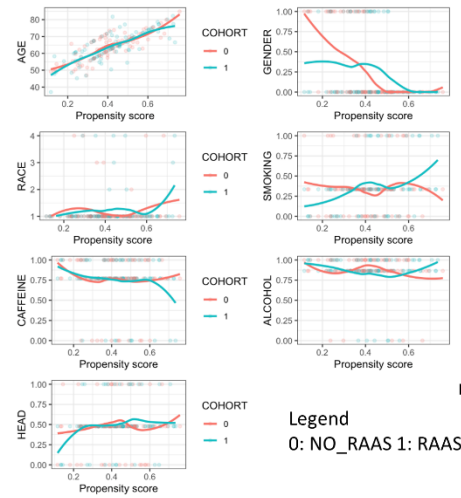 AGE
80
70
60
50
40
0.2 0.4 0.6
Propensity score
COHORT
0
1
GENDER
1.00
0.75
0.50
0.25
0.00
0.2 0.4 0.6
Propensity score
RACE
4
3
2
1
0.2 0.4 0.6
Propensity score
COHORT
0
1
SMOKING
1.00
0.75
0.50
0.25
0.00
0.2 0.4 0.6
Propensity score
CAFFEINE
1.00
0.75
0.50
0.25
0.00
0.2 0.4 0.6
Propensity score
COHORT
0
1
ALCOHOL
1.00
0.75
0.50
0.25
0.00
0.2 0.4 0.6
Propensity score
HEAD
1.00
0.75
0.50
0.25
0.00
0.2 0.4 0.6
Propensity score
COHORT
0
1
Legend
0: NO_RAAS 1: RAAS